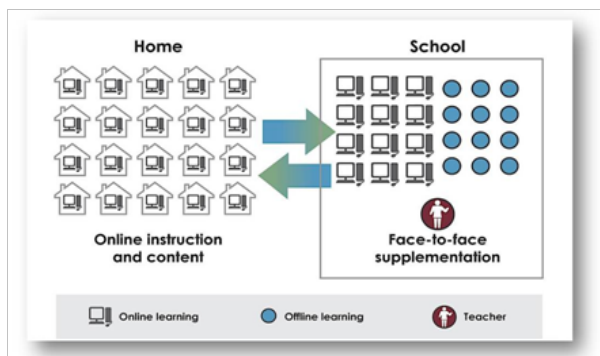 Home
School
Online instruction
and content
Face-to-face
supplementation
Online learning
Offline learning
Teacher